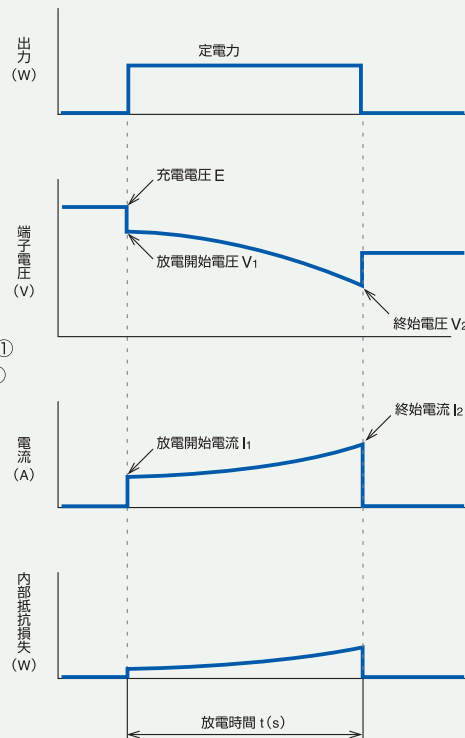 出力
(W)
定電力
端子電圧
(V)
充電電圧 E
放電開始電圧 V₁
終始電圧 V₂
①
電流
(A)
放電開始電流 I₁
終始電流 I₂
内部抵抗損失
(W)
放電時間 t(s)